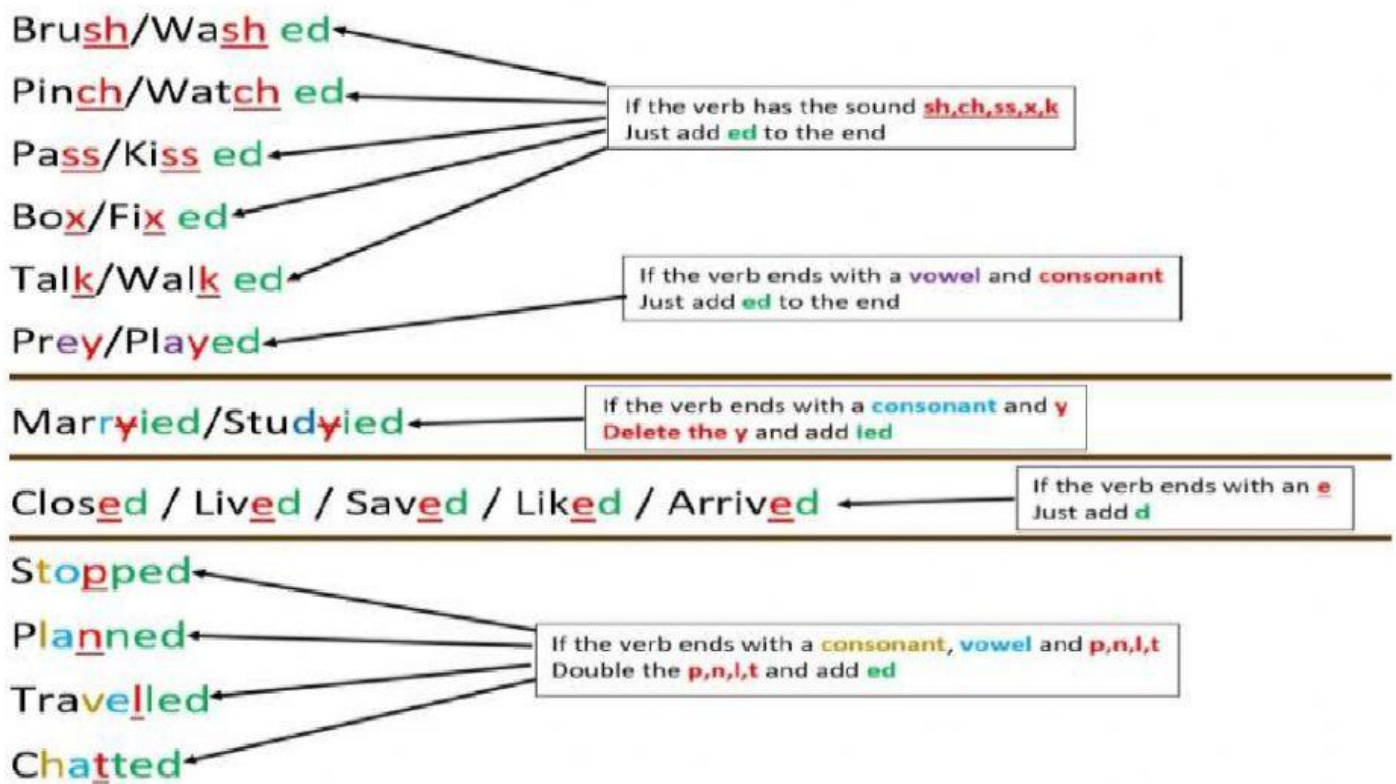 Brush/Wash ed
Pinch/Watch ed
If the verb has the sound sh,ch,ss,x,k
Just add ed to the end
Pass/Kiss ed
Box/Fix ed
Talk/Walk ed
If the verb ends with a vowel and consonant
Just add ed to the end
Prey/Played
Marryied/Studyied
If the verb ends with a consonant and y
Delete the y and add ied
Closed / Lived / Saved / Liked / Arrived
If the verb ends with an e
Just add d
Stopped
Planned
If the verb ends with a consonant, vowel and p,n,l,t
Double the p,n,l,t and add ed
Travelled
Chatted